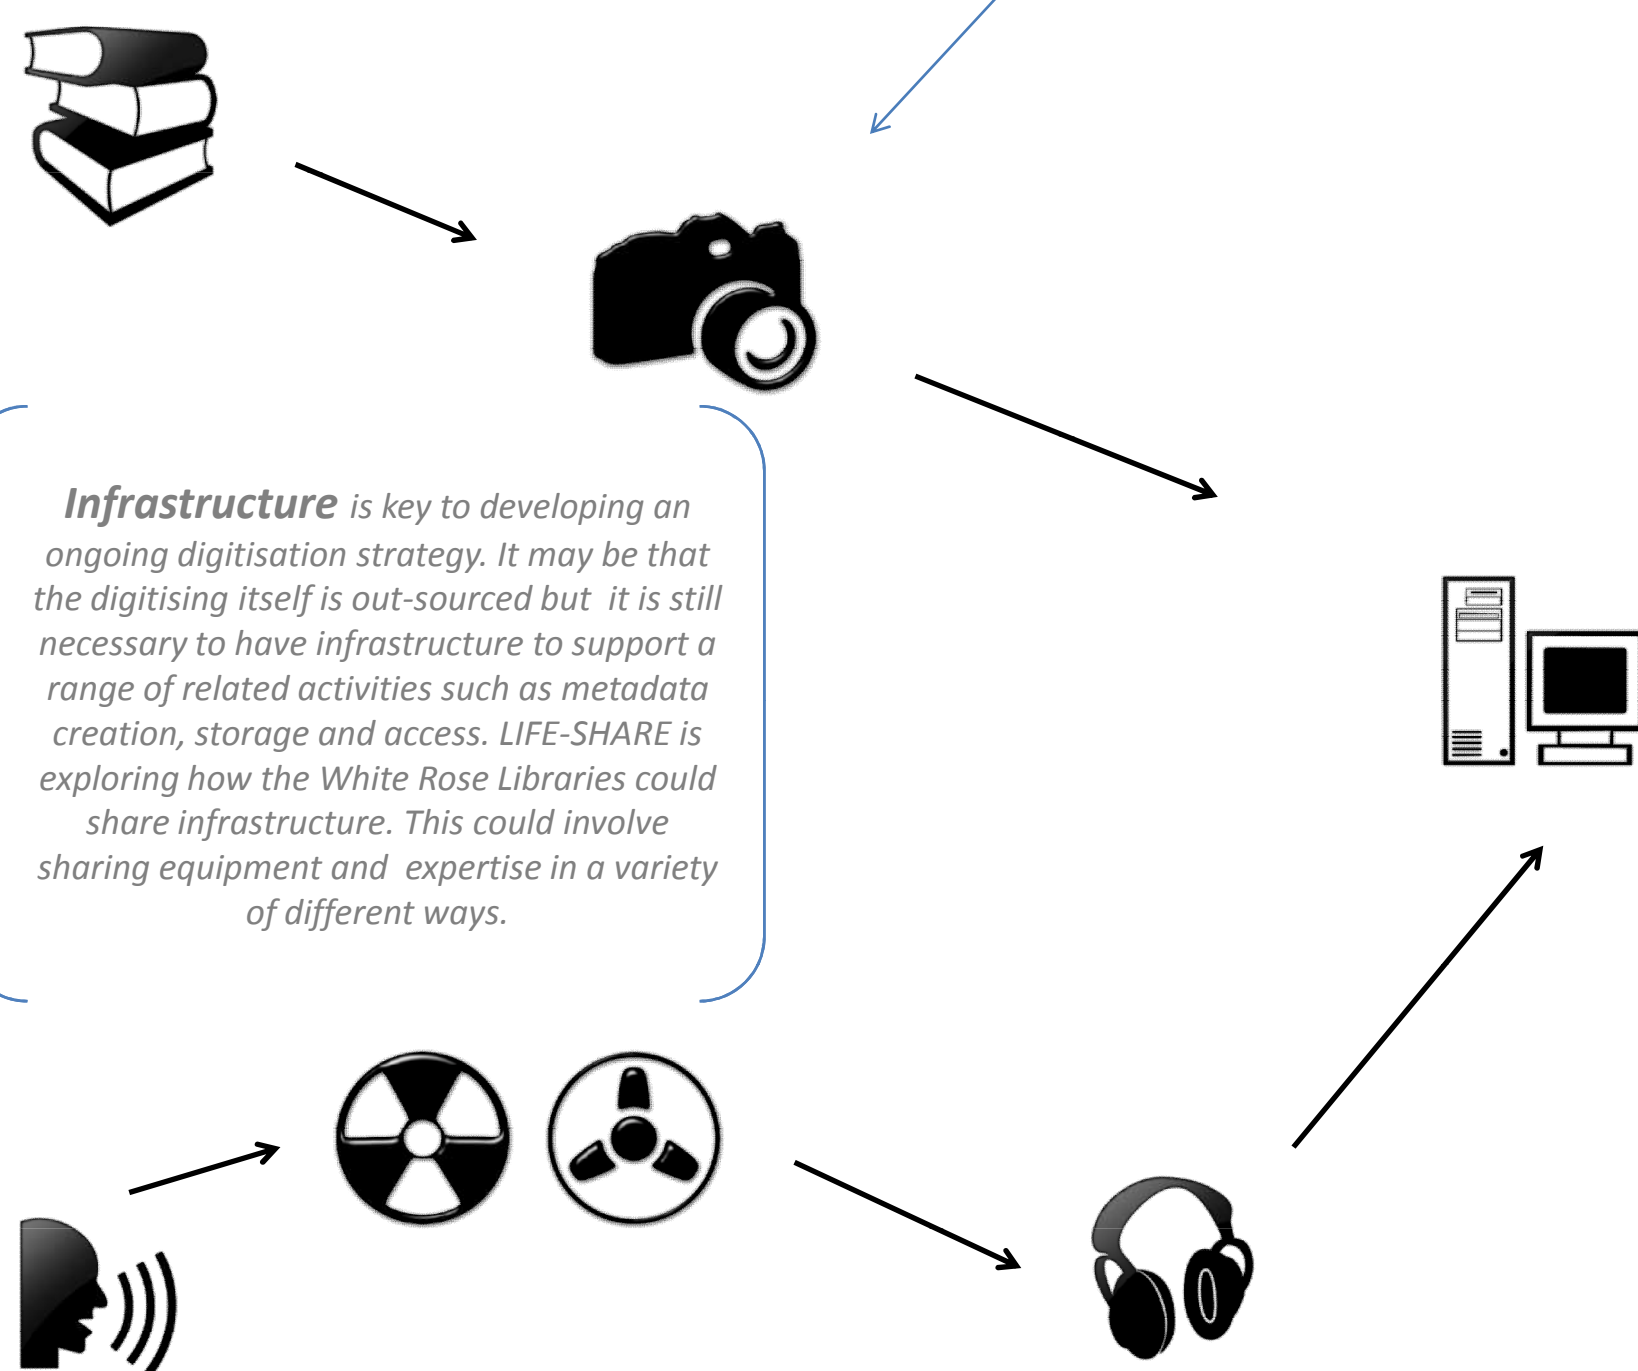 Infrastructure is key to developing an
ongoing digitisation strategy. It may be that
the digitising itself is out-sourced but  it is still
necessary to have infrastructure to support a
range of related activities such as metadata
creation, storage and access. LIFE-SHARE is
exploring how the White Rose Libraries could
share infrastructure. This could involve
sharing equipment and  expertise in a variety
of different ways.